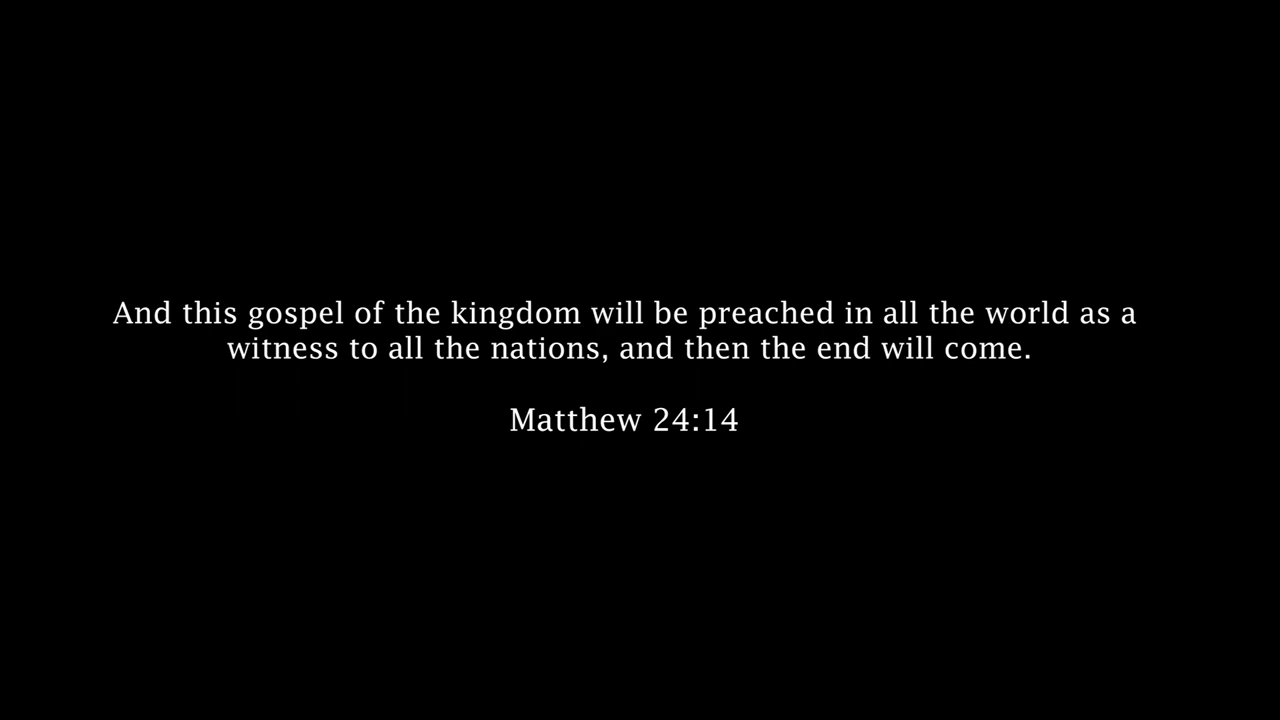 And this gospel of the kingdom will be preached in all the world as a
witness to all the nations, and then the end will come.
Matthew 24:14